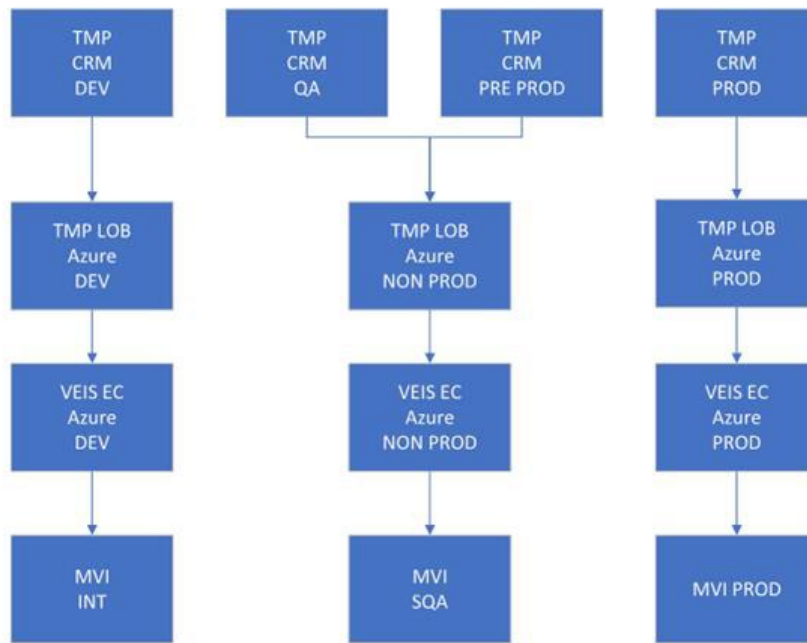 TMP
CRM
DEV
TMP
CRM
QA
TMP
CRM
PRE PROD
TMP
CRM
PROD
TMP LOB
Azure
DEV
TMP LOB
Azure
NON PROD
TMP LOB
Azure
PROD
VEIS EC
Azure
DEV
VEIS EC
Azure
NON PROD
VEIS EC
Azure
PROD
MVI
INT
MVI
SQA
MVI PROD